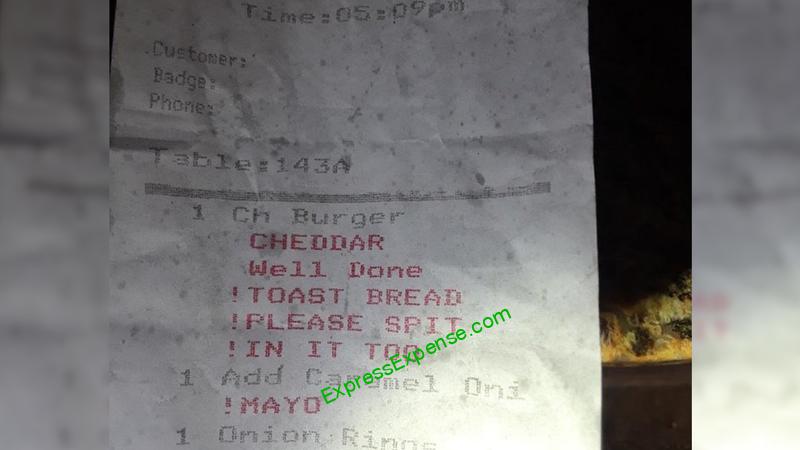 Time:05:09pm
Customer:
Badge:
Phone:
Table:143A
1 Ch Burger
CHEDDAR
Well Done
!TOAST BREAD
!PLEASE SPIT
!IN IT TOO
1 Add Caramel Oni
!MAYO
1 Onion Rings
ExpressExpense.com